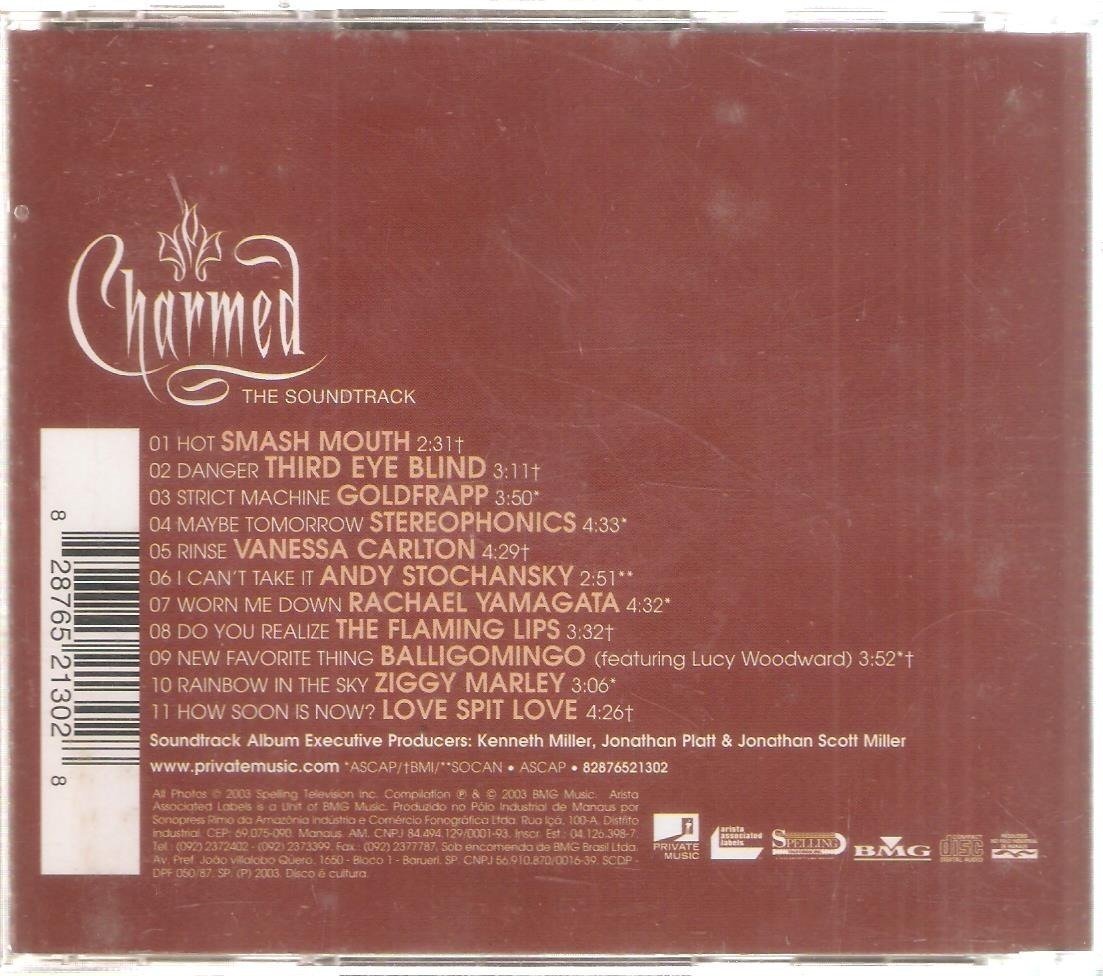 Charmed
THE SOUNDTRACK
01 HOT SMASH MOUTH 2:31†
02 DANGER THIRD EYE BLIND 3:11†
03 STRICT MACHINE GOLDFRAPP 3:50*
04 MAYBE TOMORROW STEREOPHONICS 4:33*
05 RINSE VANESSA CARLTON 4:29†
06 I CAN'T TAKE IT ANDY STOCHANSKY 2:51**
07 WORN ME DOWN RACHAEL YAMAGATA 4:32*
08 DO YOU REALIZE THE FLAMING LIPS 3:32†
09 NEW FAVORITE THING BALLIGOMINGO (featuring Lucy Woodward) 3:52*†
10 RAINBOW IN THE SKY ZIGGY MARLEY 3:06*
11 HOW SOON IS NOW? LOVE SPIT LOVE 4:26†
Soundtrack Album Executive Producers: Kenneth Miller, Jonathan Platt & Jonathan Scott Miller
www.privatemusic.com *ASCAP/†BMI/**SOCAN • ASCAP • 82876521302
All Photos © 2003 Spelling Television Inc. Compilation ℗ & © 2003 BMG Music. Arista
Associated Labels is a Unit of BMG Music. Produzido no Pólo Industrial de Manaus por
Sonopress Rimo da Amazônia Indústria e Comércio Fonográfica Ltda. Rua Içá, 100-A. Distrito
Industrial. CEP: 69.075-090. Manaus. AM. CNPJ 84.494.129/0001-93. Inscr. Est.: 04.126.398-7.
Tel.: (092) 2372402 - (092) 2373399. Fax.: (092) 2377787. Sob encomenda de BMG Brasil Ltda.
Av. Pref. João villalobo Qüero, 1650 - Bloco 1 - Barueri. SP. CNPJ 56.910.870/0016-39. SCDP -
DPF 050/87. SP. (P) 2003. Disco é cultura.
PRIVATE
MUSIC
arista
associated
labels
SPELLING
BMG
COMPACT
disc
DIGITAL AUDIO
8 28765 21302 8